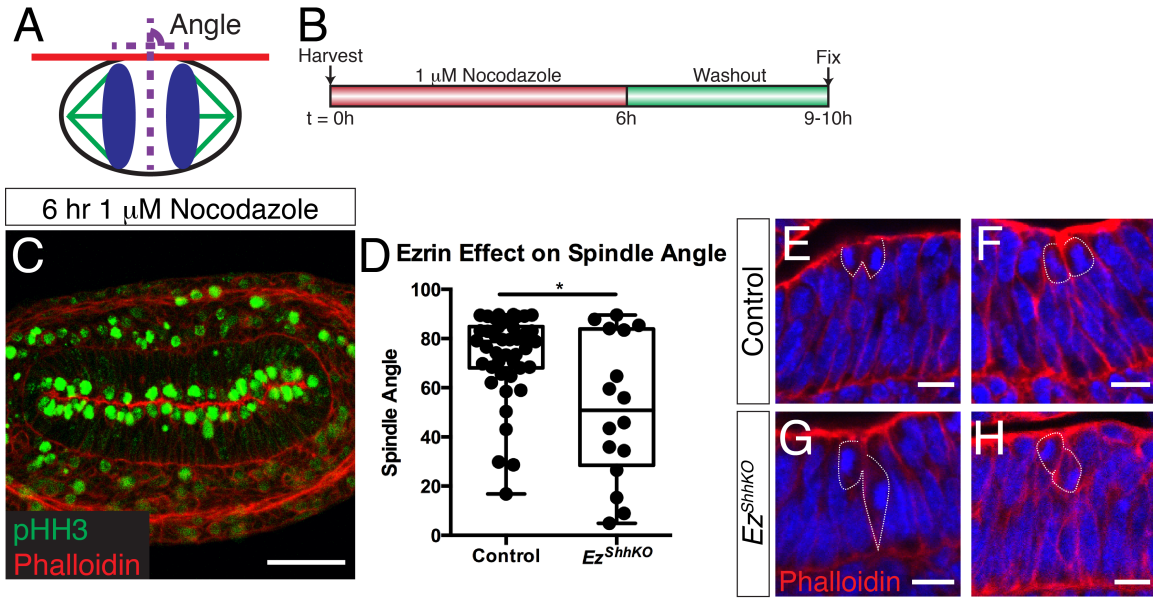 A
Angle
B
Harvest
1 μM Nocodazole
Washout
Fix
t = 0h
6h
9-10h
6 hr 1 μM Nocodazole
C
pHH3
Phalloidin
D
Ezrin Effect on Spindle Angle
*
100
80
60
40
20
0
Spindle Angle
Control
Ez^ShhKO
Control
E
F
Ez^ShhKO
G
H
Phalloidin